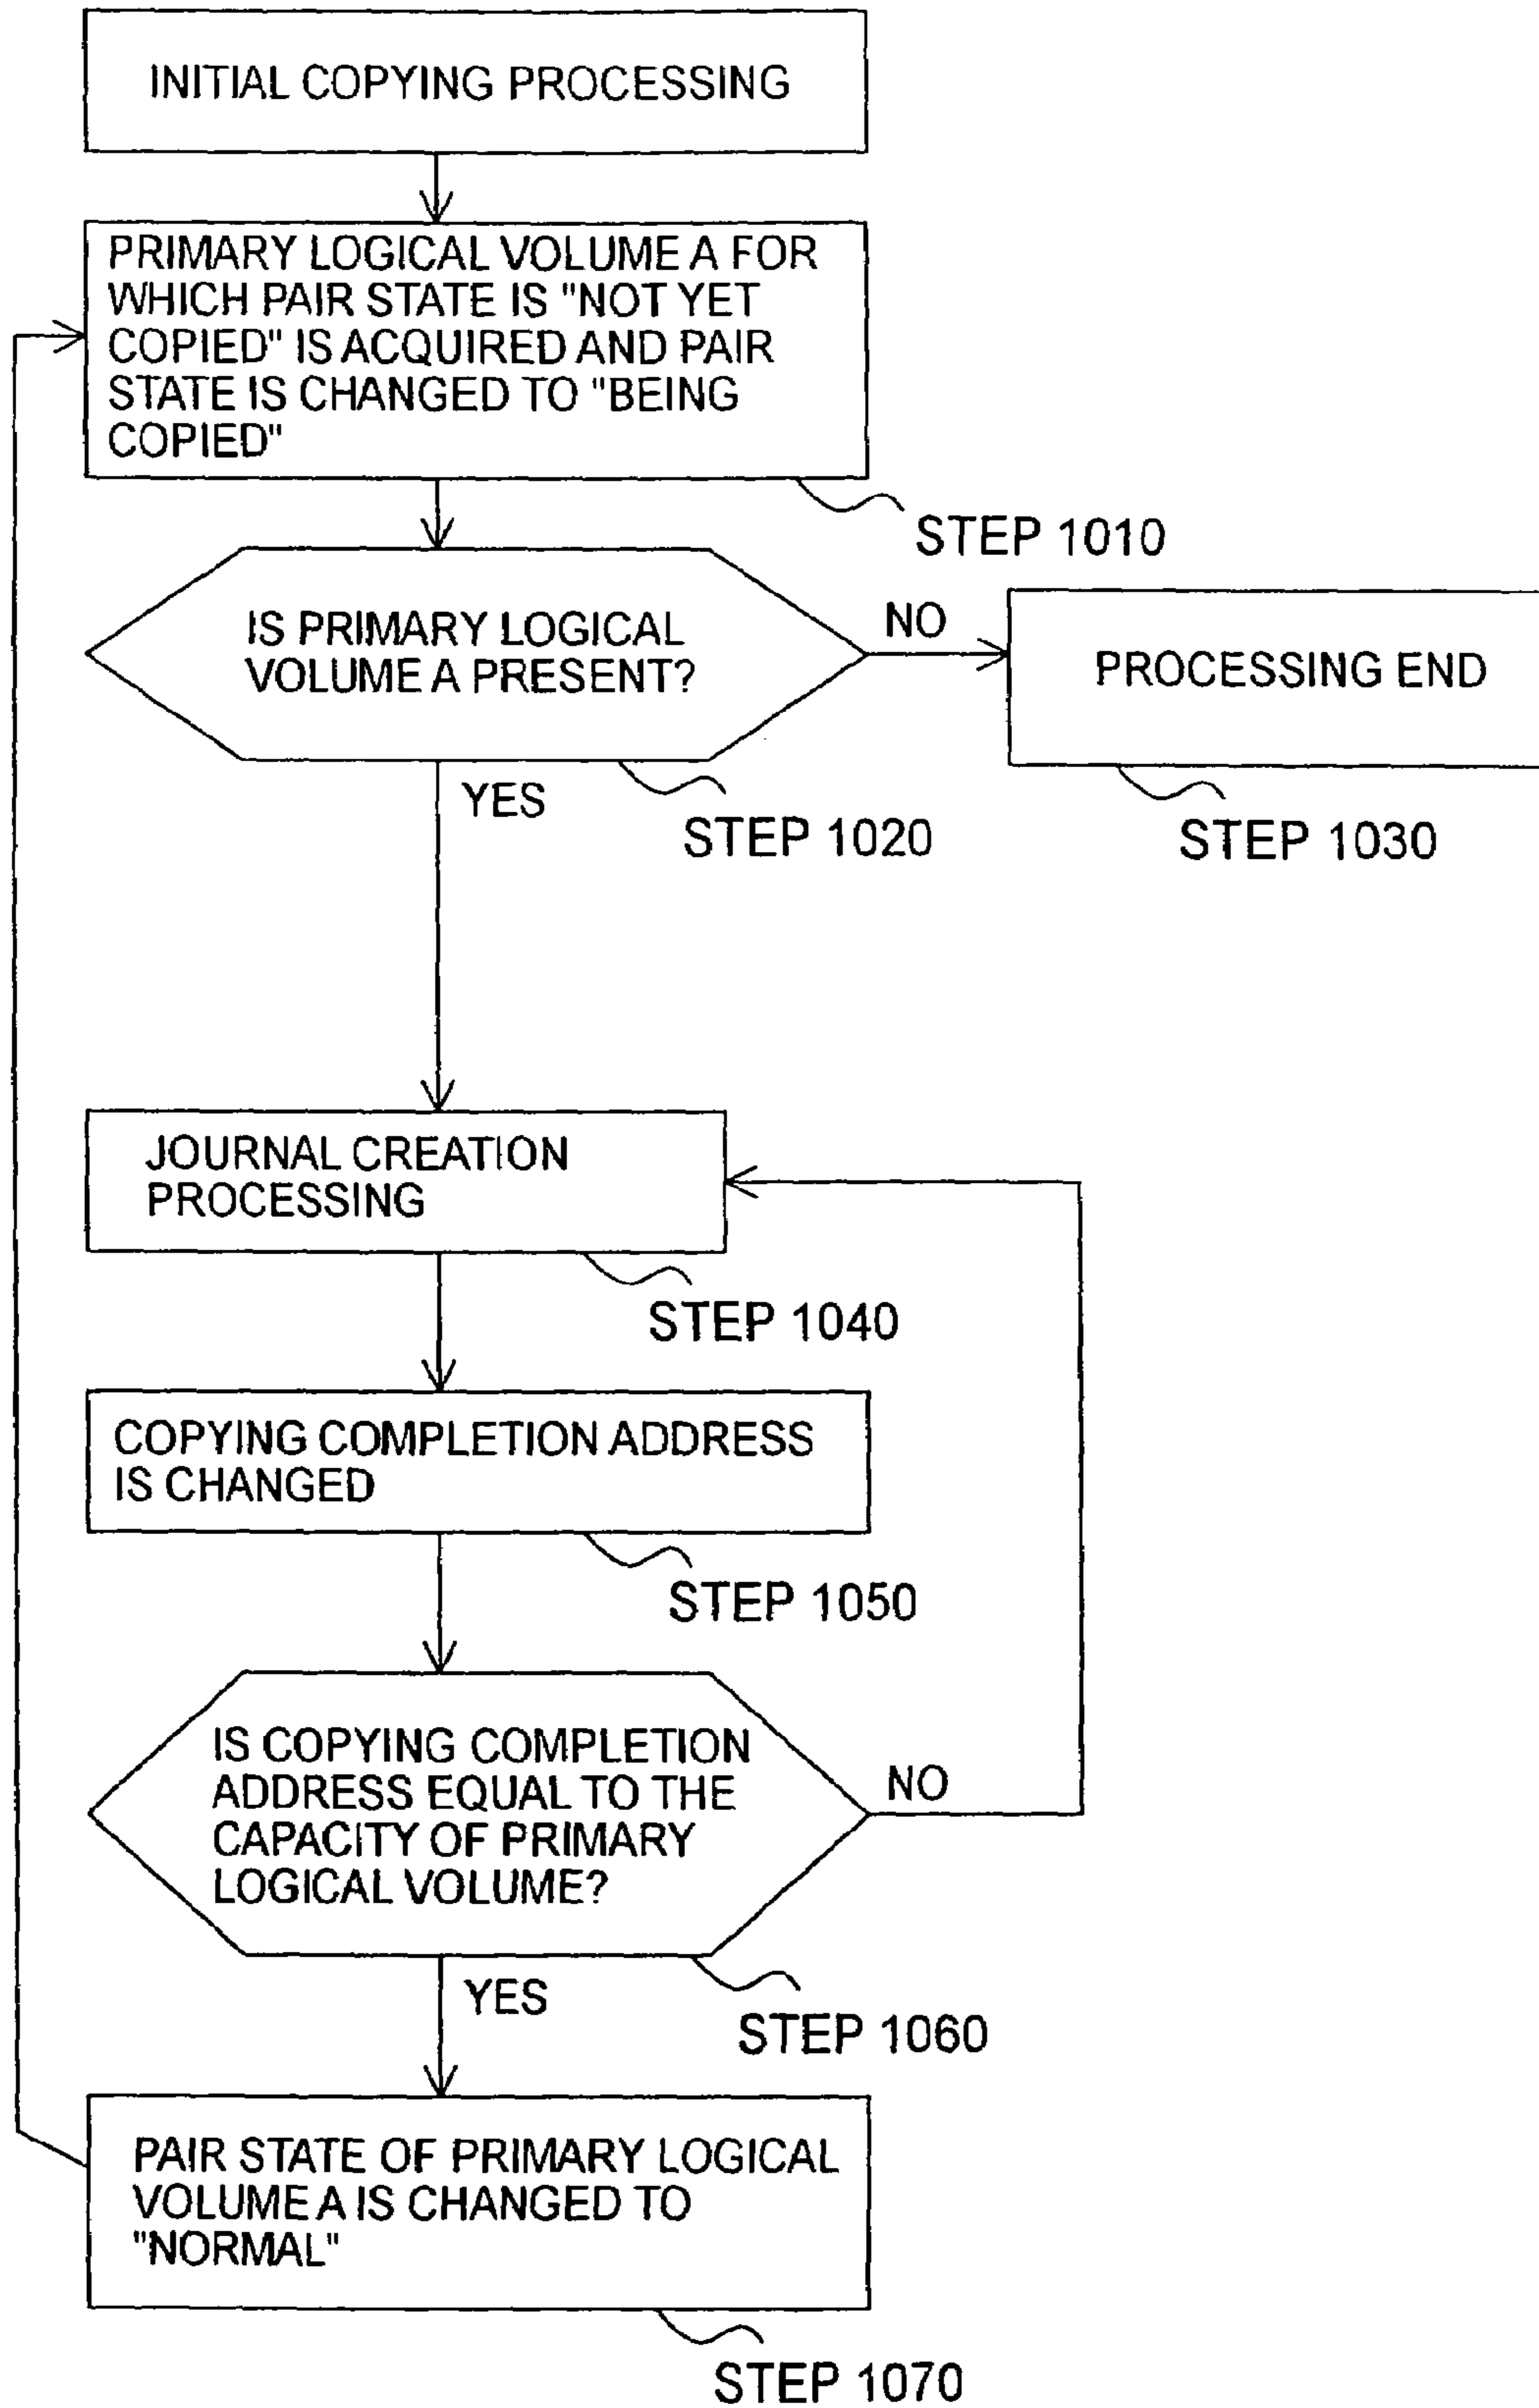 INITIAL COPYING PROCESSING
PRIMARY LOGICAL VOLUME A FOR
WHICH PAIR STATE IS "NOT YET
COPIED" IS ACQUIRED AND PAIR
STATE IS CHANGED TO "BEING
COPIED"
STEP 1010
IS PRIMARY LOGICAL
VOLUME A PRESENT?
NO
PROCESSING END
YES
STEP 1020
STEP 1030
JOURNAL CREATION
PROCESSING
STEP 1040
COPYING COMPLETION ADDRESS
IS CHANGED
STEP 1050
IS COPYING COMPLETION
ADDRESS EQUAL TO THE
CAPACITY OF PRIMARY
LOGICAL VOLUME?
NO
YES
STEP 1060
PAIR STATE OF PRIMARY LOGICAL
VOLUME A IS CHANGED TO
"NORMAL"
STEP 1070